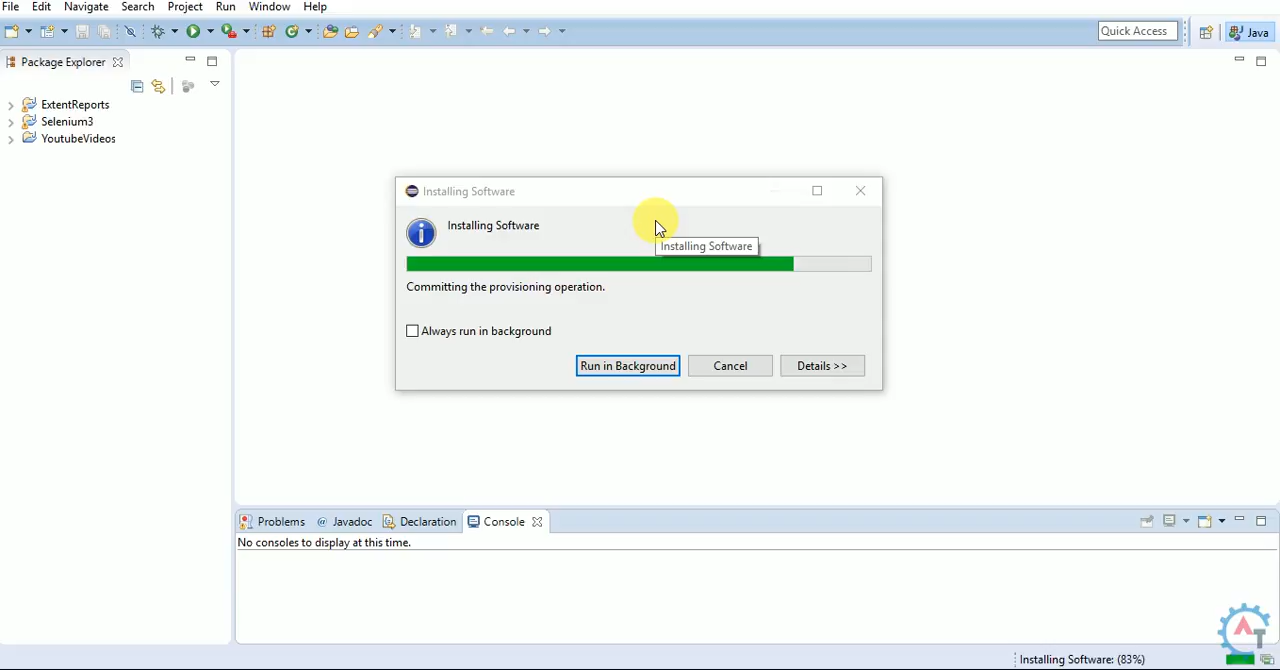 File Edit Navigate Search Project Run Window Help
Quick Access
Java
Package Explorer
ExtentReports
Selenium3
YoutubeVideos
Installing Software
Installing Software
Installing Software
Committing the provisioning operation.
Always run in background
Run in Background Cancel Details >>
Problems @ Javadoc Declaration Console
No consoles to display at this time.
AT
Installing Software: (83%)